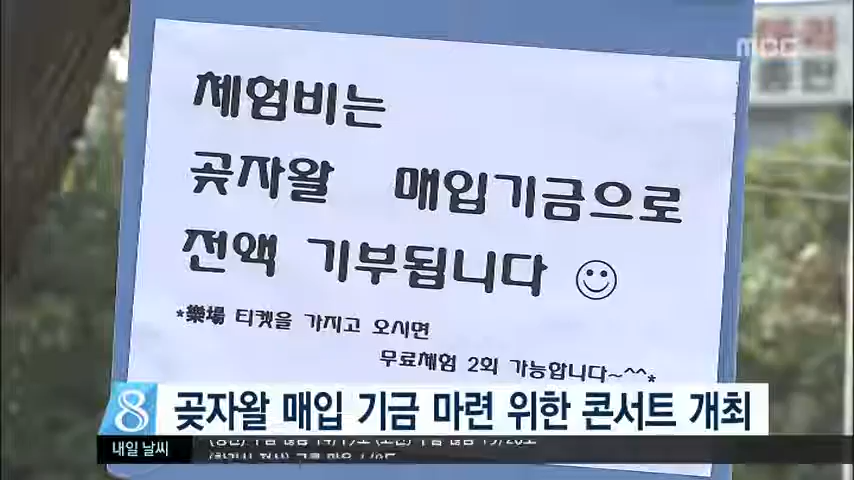 MBC
체험비는
곶자왈 매입기금으로
전액 기부됩니다
*樂場 티켓을 가지고 오시면
무료체험 2회 가능합니다~^^*
8 곶자왈 매입 기금 마련 위한 콘서트 개최
내일 날씨